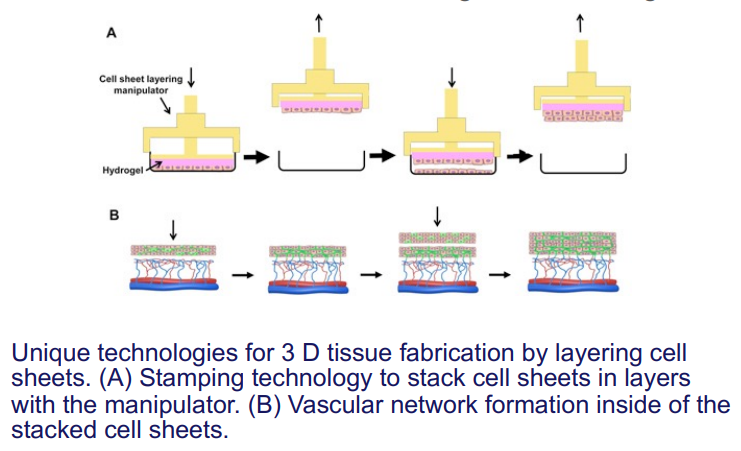 A
Cell sheet layering
manipulator
Hydrogel
B
Unique technologies for 3 D tissue fabrication by layering cell
sheets. (A) Stamping technology to stack cell sheets in layers
with the manipulator. (B) Vascular network formation inside of the
stacked cell sheets.